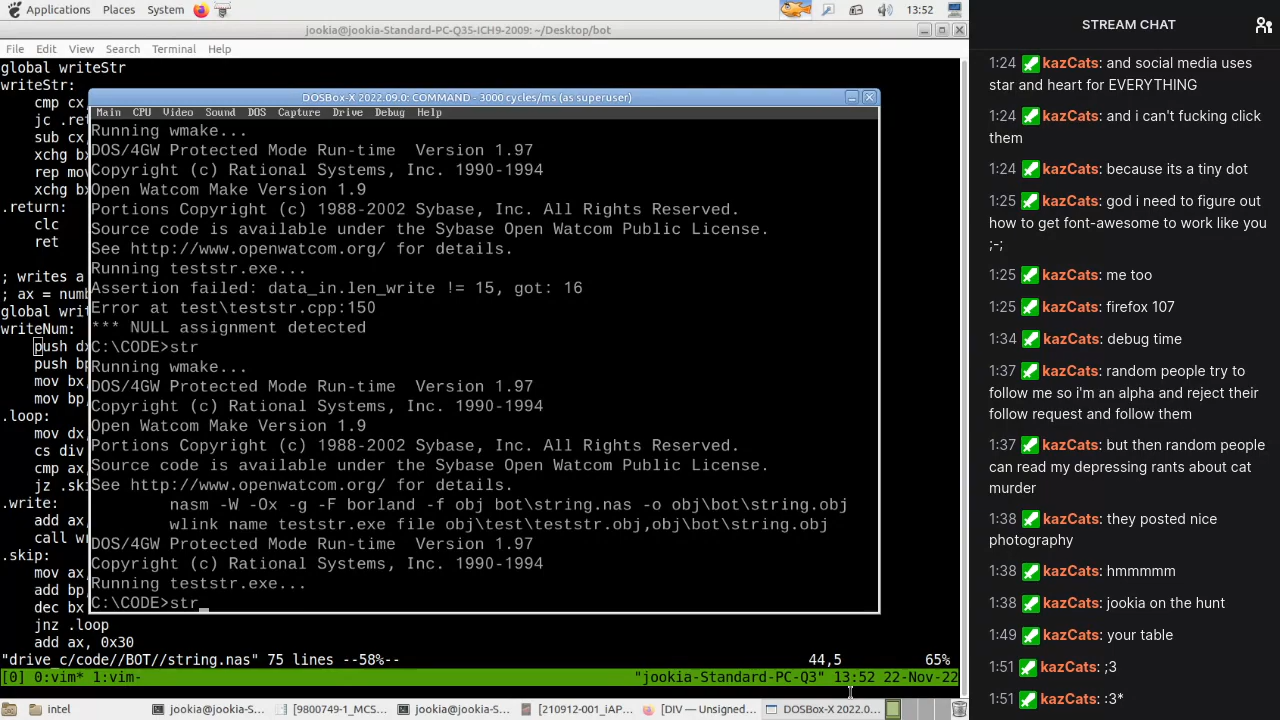 Applications Places System 13:52
jookia@jookia-Standard-PC-Q35-ICH9-2009: ~/Desktop/bot
File Edit View Search Terminal Help
global writeStr
writeStr:
cmp cx,
jc .ret
sub cx
xchg bx
rep mov
xchg bx
.return:
clc
ret
; writes a
; ax = numb
global writ
writeNum:
push dx
push bp
mov bx,
mov bp,
.loop:
mov dx,
cs div
cmp ax,
jz .sk
.write:
add ax,
call wr
.skip:
mov ax,
add bp,
dec bx
jnz .loop
add ax, 0x30
"drive_c/code//BOT//string.nas" 75 lines --58%-- 44,5 65%
[0] 0:vim* 1:vim- "jookia-Standard-PC-Q3" 13:52 22-Nov-22
DOSBox-X 2022.09.0: COMMAND - 3000 cycles/ms (as superuser)
Main CPU Video Sound DOS Capture Drive Debug Help
Running wmake...
DOS/4GW Protected Mode Run-time Version 1.97
Copyright (c) Rational Systems, Inc. 1990-1994
Open Watcom Make Version 1.9
Portions Copyright (c) 1988-2002 Sybase, Inc. All Rights Reserved.
Source code is available under the Sybase Open Watcom Public License.
See http://www.openwatcom.org/ for details.
Running teststr.exe...
Assertion failed: data_in.len_write != 15, got: 16
Error at test\teststr.cpp:150
*** NULL assignment detected
C:\CODE>str
Running wmake...
DOS/4GW Protected Mode Run-time Version 1.97
Copyright (c) Rational Systems, Inc. 1990-1994
Open Watcom Make Version 1.9
Portions Copyright (c) 1988-2002 Sybase, Inc. All Rights Reserved.
Source code is available under the Sybase Open Watcom Public License.
See http://www.openwatcom.org/ for details.
nasm -W -Ox -g -F borland -f obj bot\string.nas -o obj\bot\string.obj
wlink name teststr.exe file obj\test\teststr.obj,obj\bot\string.obj
DOS/4GW Protected Mode Run-time Version 1.97
Copyright (c) Rational Systems, Inc. 1990-1994
Running teststr.exe...
C:\CODE>str_
intel jookia@jookia-S... [980619-9-1_MCS... jookia@jookia-S... [210912-001_iAP... [DIV — Unsigned... DOSBox-X 2022.0...
STREAM CHAT
1:24 kazCats: and social media uses
star and heart for EVERYTHING
1:24 kazCats: and i can't fucking click
them
1:24 kazCats: because its a tiny dot
1:25 kazCats: god i need to figure out
how to get font-awesome to work like you
;-;
1:25 kazCats: me too
1:25 kazCats: firefox 107
1:34 kazCats: debug time
1:37 kazCats: random people try to
follow me so i'm an alpha and reject their
follow request and follow them
1:37 kazCats: but then random people
can read my depressing rants about cat
murder
1:38 kazCats: they posted nice
photography
1:38 kazCats: hmmmmm
1:38 kazCats: jookia on the hunt
1:49 kazCats: your table
1:51 kazCats: ;3
1:51 kazCats: :3*